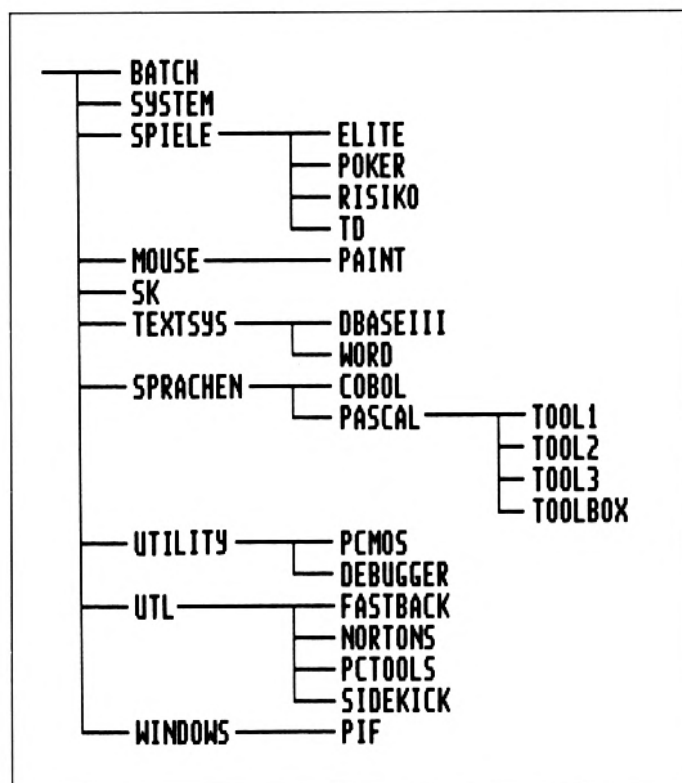 BATCH
SYSTEM
SPIELE ELITE
POKER
RISIKO
TD
MOUSE PAINT
SK
TEXTSYS DBASEIII
WORD
SPRACHEN COBOL
PASCAL TOOL1
TOOL2
TOOL3
TOOLBOX
UTILITY PCMOS
DEBUGGER
UTL FASTBACK
NORTONS
PCTOOLS
SIDEKICK
WINDOWS PIF